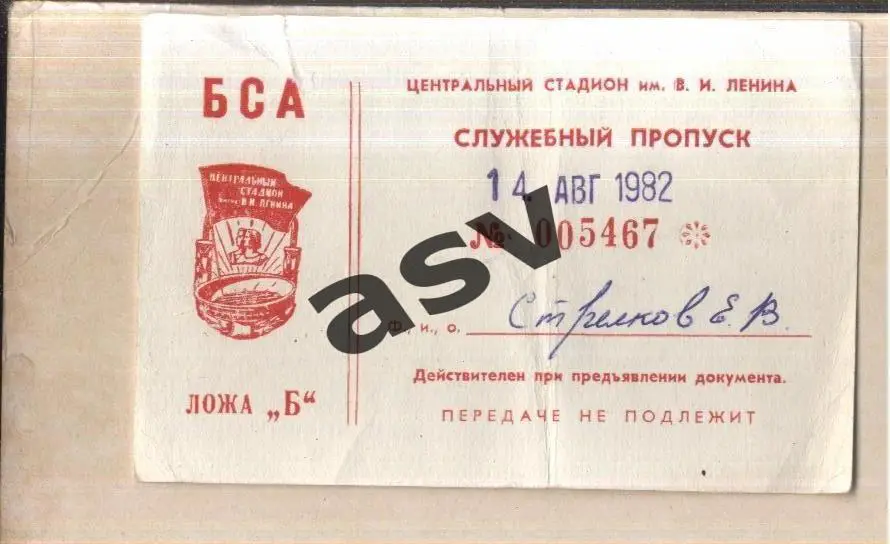 БСА
ЦЕНТРАЛЬНЫЙ
СТАДИОН
В.И.ЛЕНИНА
ЛОЖА „Б“
ЦЕНТРАЛЬНЫЙ СТАДИОН им. В. И. ЛЕНИНА
СЛУЖЕБНЫЙ ПРОПУСК
14. АВГ 1982
№ 005467
Ф., и., о. Стрелков Е.В.
Действителен при предъявлении документа.
ПЕРЕДАЧЕ НЕ ПОДЛЕЖИТ
asv